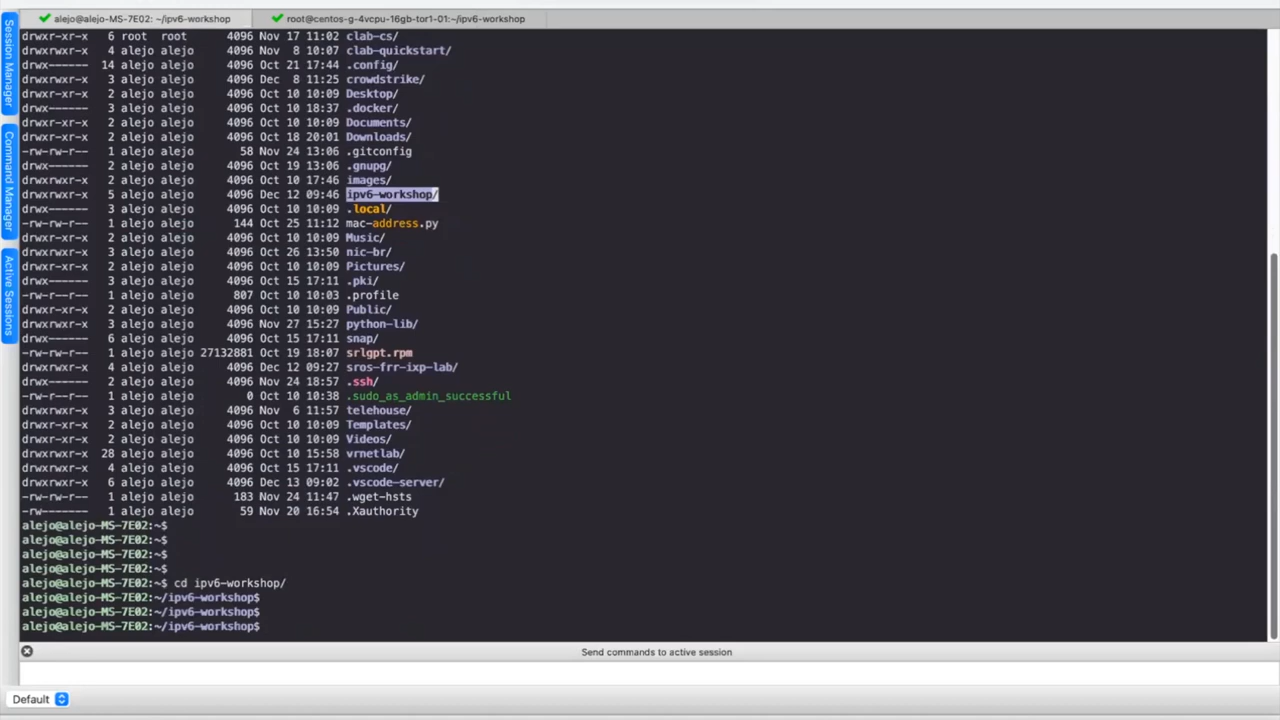 alejo@alejo-MS-7E02: ~/ipv6-workshop
root@centos-g-4vcpu-16gb-tor1-01:~/ipv6-workshop
Session Manager
Command Manager
Active Sessions
drwxr-xr-x 6 root root 4096 Nov 17 11:02 clab-cs/
drwxrwxr-x 4 alejo alejo 4096 Nov 8 10:07 clab-quickstart/
drwx------ 14 alejo alejo 4096 Oct 21 17:44 .config/
drwxrwxr-x 3 alejo alejo 4096 Dec 8 11:25 crowdstrike/
drwxr-xr-x 2 alejo alejo 4096 Oct 10 10:09 Desktop/
drwx------ 3 alejo alejo 4096 Oct 10 18:37 .docker/
drwxr-xr-x 2 alejo alejo 4096 Oct 10 10:09 Documents/
drwxr-xr-x 2 alejo alejo 4096 Oct 18 20:01 Downloads/
-rw-rw-r-- 1 alejo alejo 58 Nov 24 13:06 .gitconfig
drwx------ 2 alejo alejo 4096 Oct 19 13:06 .gnupg/
drwxrwxr-x 2 alejo alejo 4096 Oct 10 17:46 images/
drwxrwxr-x 5 alejo alejo 4096 Dec 12 09:46 ipv6-workshop/
drwx------ 3 alejo alejo 4096 Oct 10 10:09 .local/
-rw-rw-r-- 1 alejo alejo 144 Oct 25 11:12 mac-address.py
drwxr-xr-x 2 alejo alejo 4096 Oct 10 10:09 Music/
drwxrwxr-x 3 alejo alejo 4096 Oct 26 13:50 nic-br/
drwxr-xr-x 2 alejo alejo 4096 Oct 10 10:09 Pictures/
drwx------ 3 alejo alejo 4096 Oct 15 17:11 .pki/
-rw-r--r-- 1 alejo alejo 807 Oct 10 10:03 .profile
drwxr-xr-x 2 alejo alejo 4096 Oct 10 10:09 Public/
drwxrwxr-x 3 alejo alejo 4096 Nov 27 15:27 python-lib/
drwx------ 6 alejo alejo 4096 Oct 15 17:11 snap/
-rw-rw-r-- 1 alejo alejo 27132881 Oct 19 18:07 srlgpt.rpm
drwxrwxr-x 4 alejo alejo 4096 Dec 12 09:27 sros-frr-ixp-lab/
drwx------ 2 alejo alejo 4096 Nov 24 18:57 .ssh/
-rw-r--r-- 1 alejo alejo 0 Oct 10 10:38 .sudo_as_admin_successful
drwxrwxr-x 3 alejo alejo 4096 Nov 6 11:57 telehouse/
drwxr-xr-x 2 alejo alejo 4096 Oct 10 10:09 Templates/
drwxr-xr-x 2 alejo alejo 4096 Oct 10 10:09 Videos/
drwxrwxr-x 28 alejo alejo 4096 Oct 10 15:58 vrnetlab/
drwxrwxr-x 4 alejo alejo 4096 Oct 15 17:11 .vscode/
drwxrwxr-x 6 alejo alejo 4096 Dec 13 09:02 .vscode-server/
-rw-rw-r-- 1 alejo alejo 183 Nov 24 11:47 .wget-hsts
-rw------- 1 alejo alejo 59 Nov 20 16:54 .Xauthority
alejo@alejo-MS-7E02:~$
alejo@alejo-MS-7E02:~$
alejo@alejo-MS-7E02:~$
alejo@alejo-MS-7E02:~$
alejo@alejo-MS-7E02:~$ cd ipv6-workshop/
alejo@alejo-MS-7E02:~/ipv6-workshop$
alejo@alejo-MS-7E02:~/ipv6-workshop$
alejo@alejo-MS-7E02:~/ipv6-workshop$
Send commands to active session
Default